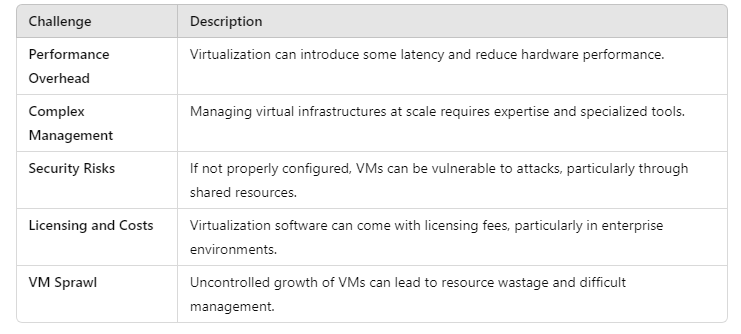 Challenge Description
Performance Virtualization can introduce some latency and reduce hardware performance.
Overhead
Complex Managing virtual infrastructures at scale requires expertise and specialized tools.
Management
Security Risks If not properly configured, VMs can be vulnerable to attacks, particularly through
shared resources.
Licensing and Costs Virtualization software can come with licensing fees, particularly in enterprise
environments.
VM Sprawl Uncontrolled growth of VMs can lead to resource wastage and difficult
management.